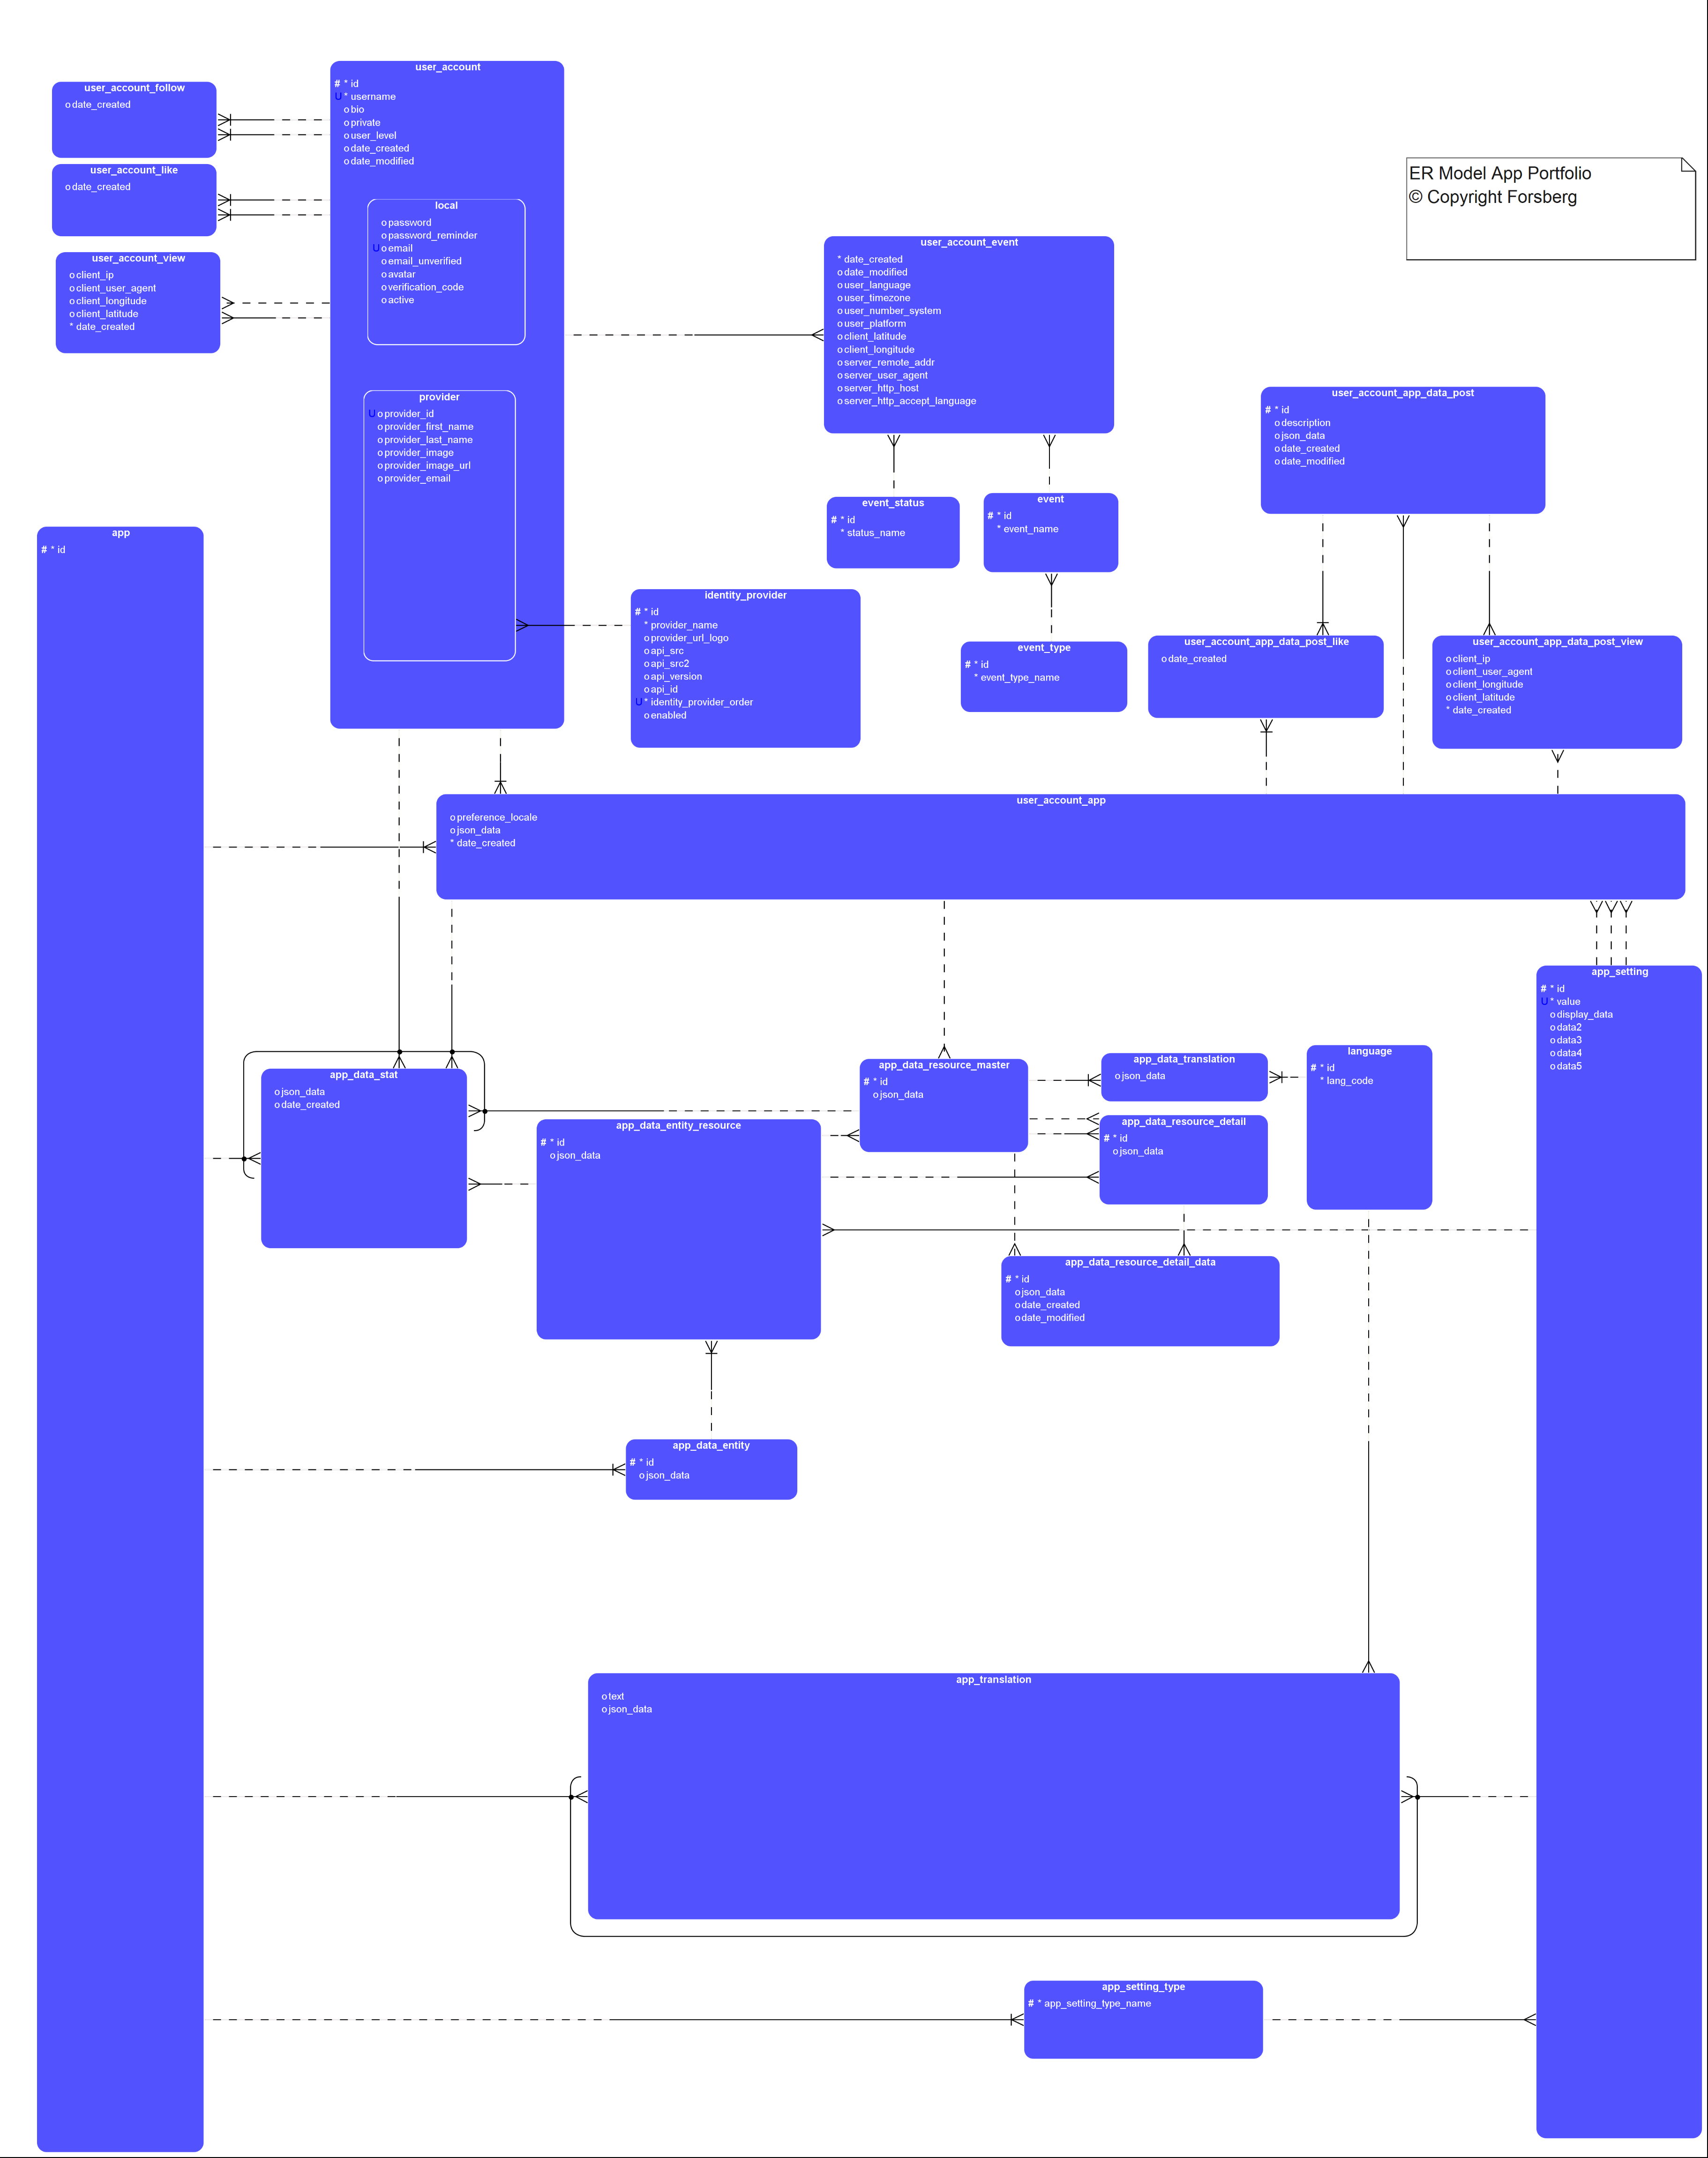 ER Model App Portfolio
© Copyright Forsberg
user_account_follow
o date_created
user_account_like
o date_created
user_account_view
o client_ip
o client_user_agent
o client_longitude
o client_latitude
* date_created
user_account
# * id
U * username
o bio
o private
o user_level
o date_created
o date_modified
local
o password
o password_reminder
U o email
o email_unverified
o avatar
o verification_code
o active
provider
U o provider_id
o provider_first_name
o provider_last_name
o provider_image
o provider_image_url
o provider_email
user_account_event
* date_created
o date_modified
o user_language
o user_timezone
o user_number_system
o user_platform
o client_latitude
o client_longitude
o server_remote_addr
o server_user_agent
o server_http_host
o server_http_accept_language
event_status
# * id
* status_name
event
# * id
* event_name
event_type
# * id
* event_type_name
identity_provider
# * id
* provider_name
o provider_url_logo
o api_src
o api_src2
o api_version
o api_id
U * identity_provider_order
o enabled
user_account_app_data_post
# * id
o description
o json_data
o date_created
o date_modified
user_account_app_data_post_like
o date_created
user_account_app_data_post_view
o client_ip
o client_user_agent
o client_longitude
o client_latitude
* date_created
app
# * id
user_account_app
o preference_locale
o json_data
* date_created
app_setting
# * id
U * value
o display_data
o data2
o data3
o data4
o data5
app_data_stat
o json_data
o date_created
app_data_entity_resource
# * id
o json_data
app_data_resource_master
# * id
o json_data
app_data_translation
o json_data
language
# * id
* lang_code
app_data_resource_detail
# * id
o json_data
app_data_resource_detail_data
# * id
o json_data
o date_created
o date_modified
app_data_entity
# * id
o json_data
app_translation
o text
o json_data
app_setting_type
# * app_setting_type_name